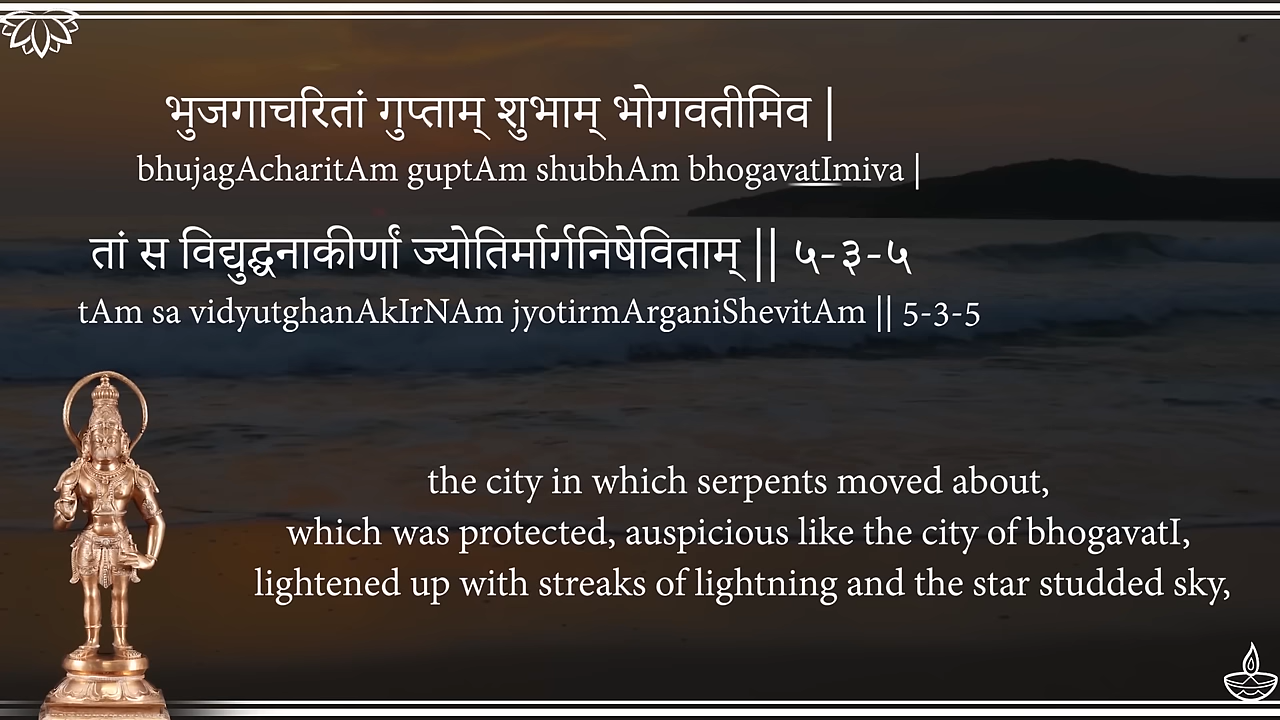 भुजगाचरितां गुप्ताम् शुभाम् भोगवतीमिव |
bhujagAcharitAm guptAm shubhAm bhogavatImiva |
तां स विद्युद्घनाकीर्णां ज्योतिर्मार्गनिषेविताम् || ५-३-५
tAm sa vidyutghanAkIrNAm jyotirmArganiShevitAm || 5-3-5
the city in which serpents moved about,
which was protected, auspicious like the city of bhogavatI,
lightened up with streaks of lightning and the star studded sky,